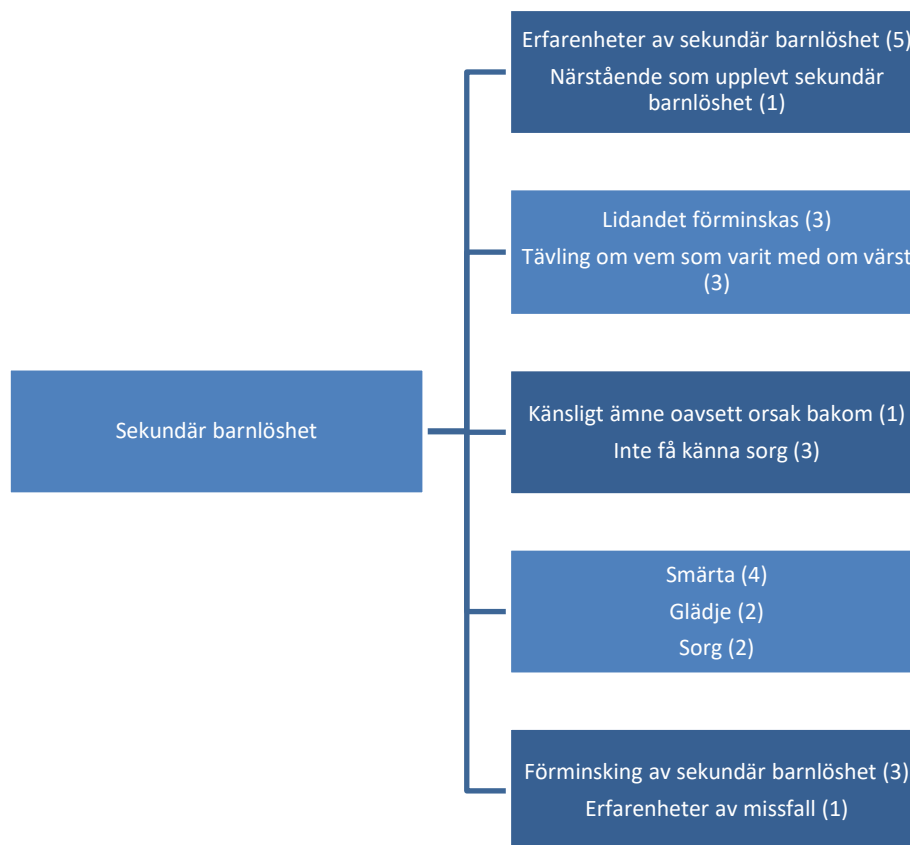 Sekundär barnlöshet
Erfarenheter av sekundär barnlöshet (5)
Närstående som upplevt sekundär
barnlöshet (1)
Lidandet förminskas (3)
Tävling om vem som varit med om värst
(3)
Känsligt ämne oavsett orsak bakom (1)
Inte få känna sorg (3)
Smärta (4)
Glädje (2)
Sorg (2)
Förminsking av sekundär barnlöshet (3)
Erfarenheter av missfall (1)